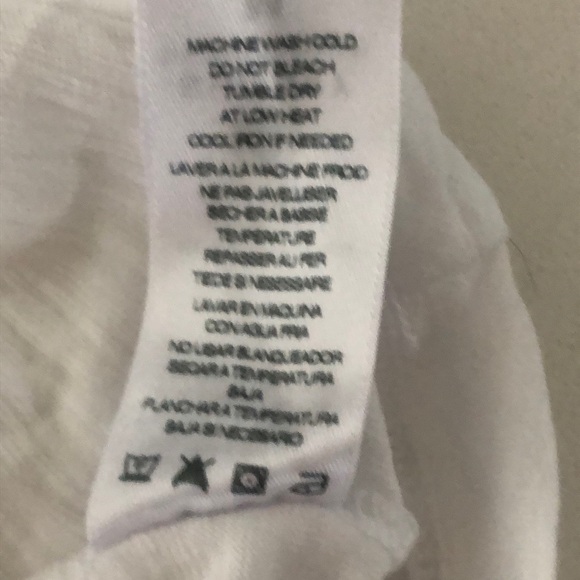 MACHINE WASH COLD
DO NOT BLEACH
TUMBLE DRY
AT LOW HEAT
COOL IRON IF NEEDED
LAVER A LA MACHINE FROID
NE PAS JAVELLISER
SECHER A BASSE
TEMPERATURE
REPASSER AU FER
TIEDE SI NESESSAIRE
LAVAR EN MAQUINA
CON AGUA FRIA
NO USAR BLANQUEADOR
SECAR A TEMPERATURA
BAJA
PLANCHAR A TEMPERATURA
BAJA SI NECESARIO